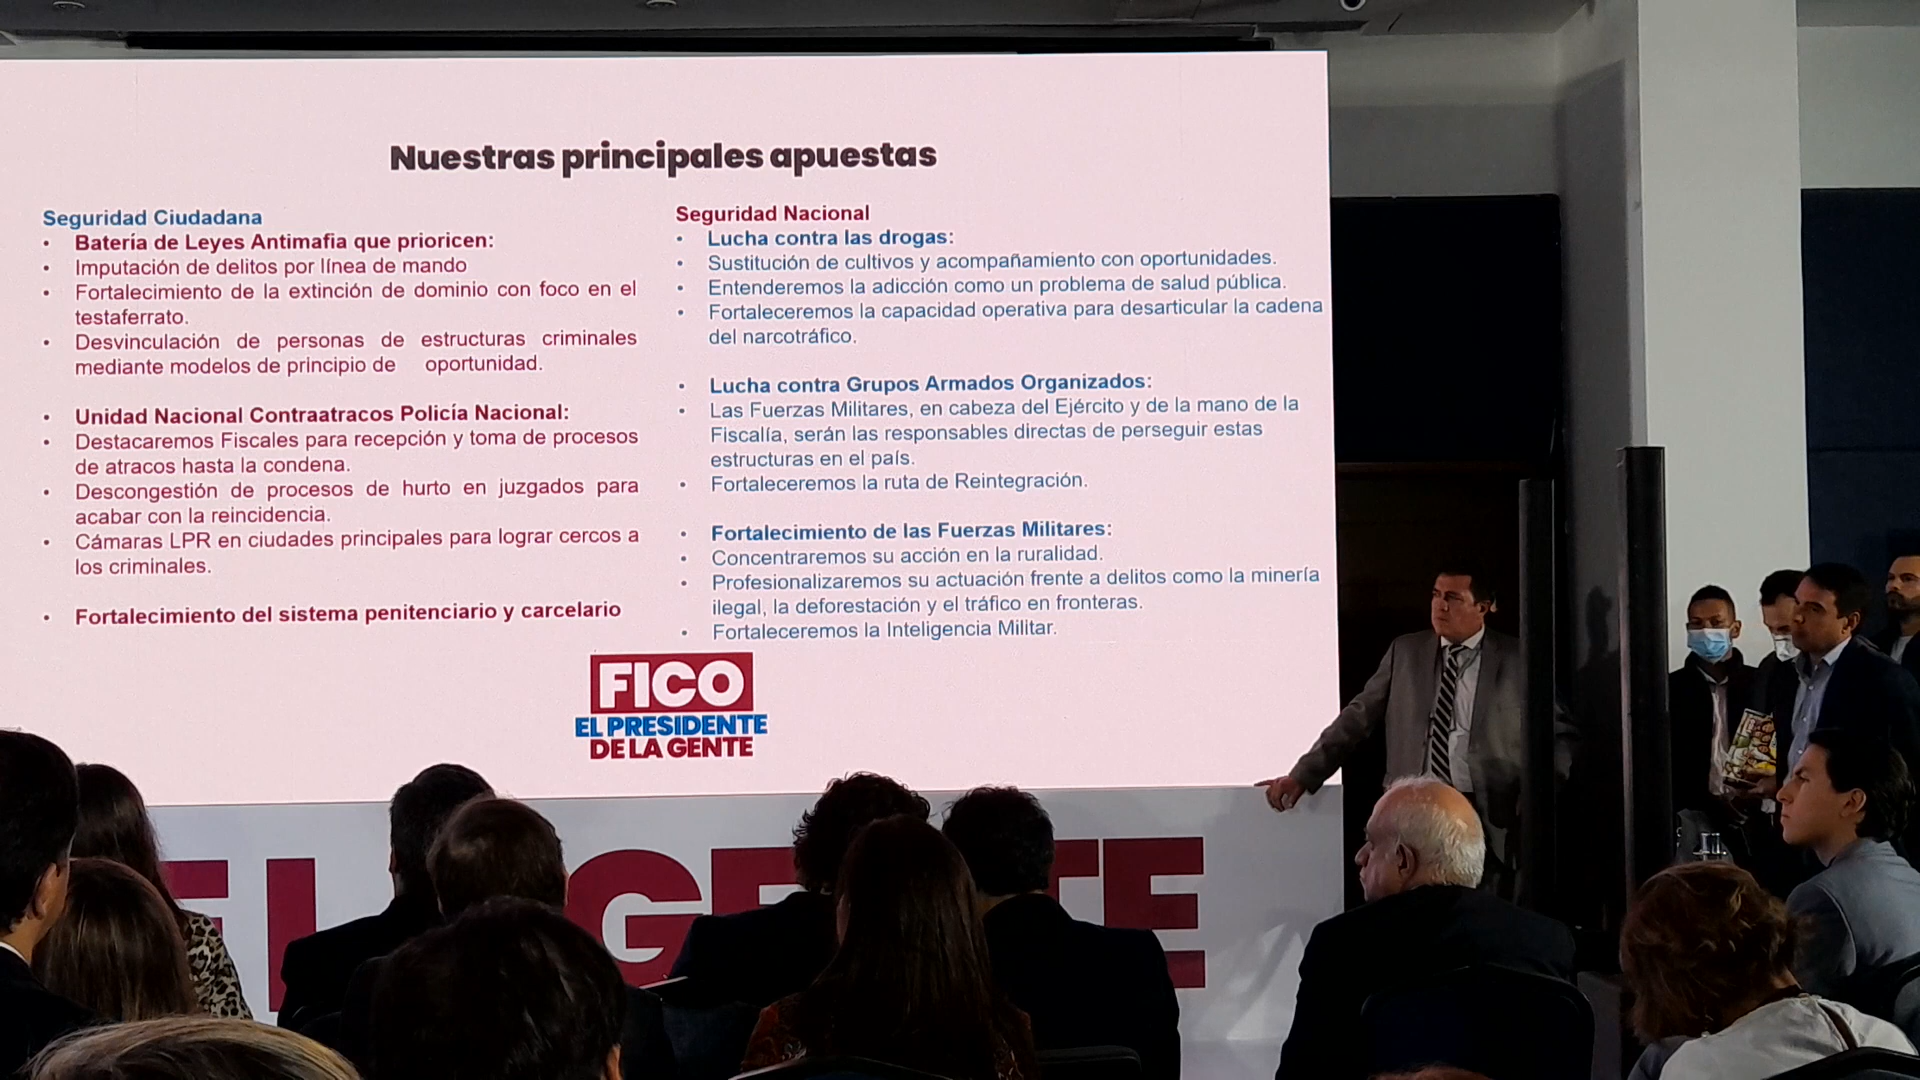 Nuestras principales apuestas
Seguridad Ciudadana
• Batería de Leyes Antimafia que prioricen:
• Imputación de delitos por línea de mando
• Fortalecimiento de la extinción de dominio con foco en el
testaferrato.
• Desvinculación de personas de estructuras criminales
mediante modelos de principio de oportunidad.
• Unidad Nacional Contraatracos Policía Nacional:
• Destacaremos Fiscales para recepción y toma de procesos
de atracos hasta la condena.
• Descongestión de procesos de hurto en juzgados para
acabar con la reincidencia.
• Cámaras LPR en ciudades principales para lograr cercos a
los criminales.
• Fortalecimiento del sistema penitenciario y carcelario
Seguridad Nacional
• Lucha contra las drogas:
• Sustitución de cultivos y acompañamiento con oportunidades.
• Entenderemos la adicción como un problema de salud pública.
• Fortaleceremos la capacidad operativa para desarticular la cadena
del narcotráfico.
• Lucha contra Grupos Armados Organizados:
• Las Fuerzas Militares, en cabeza del Ejército y de la mano de la
Fiscalía, serán las responsables directas de perseguir estas
estructuras en el país.
• Fortaleceremos la ruta de Reintegración.
• Fortalecimiento de las Fuerzas Militares:
• Concentraremos su acción en la ruralidad.
• Profesionalizaremos su actuación frente a delitos como la minería
ilegal, la deforestación y el tráfico en fronteras.
• Fortaleceremos la Inteligencia Militar.
FICO
EL PRESIDENTE
DE LA GENTE